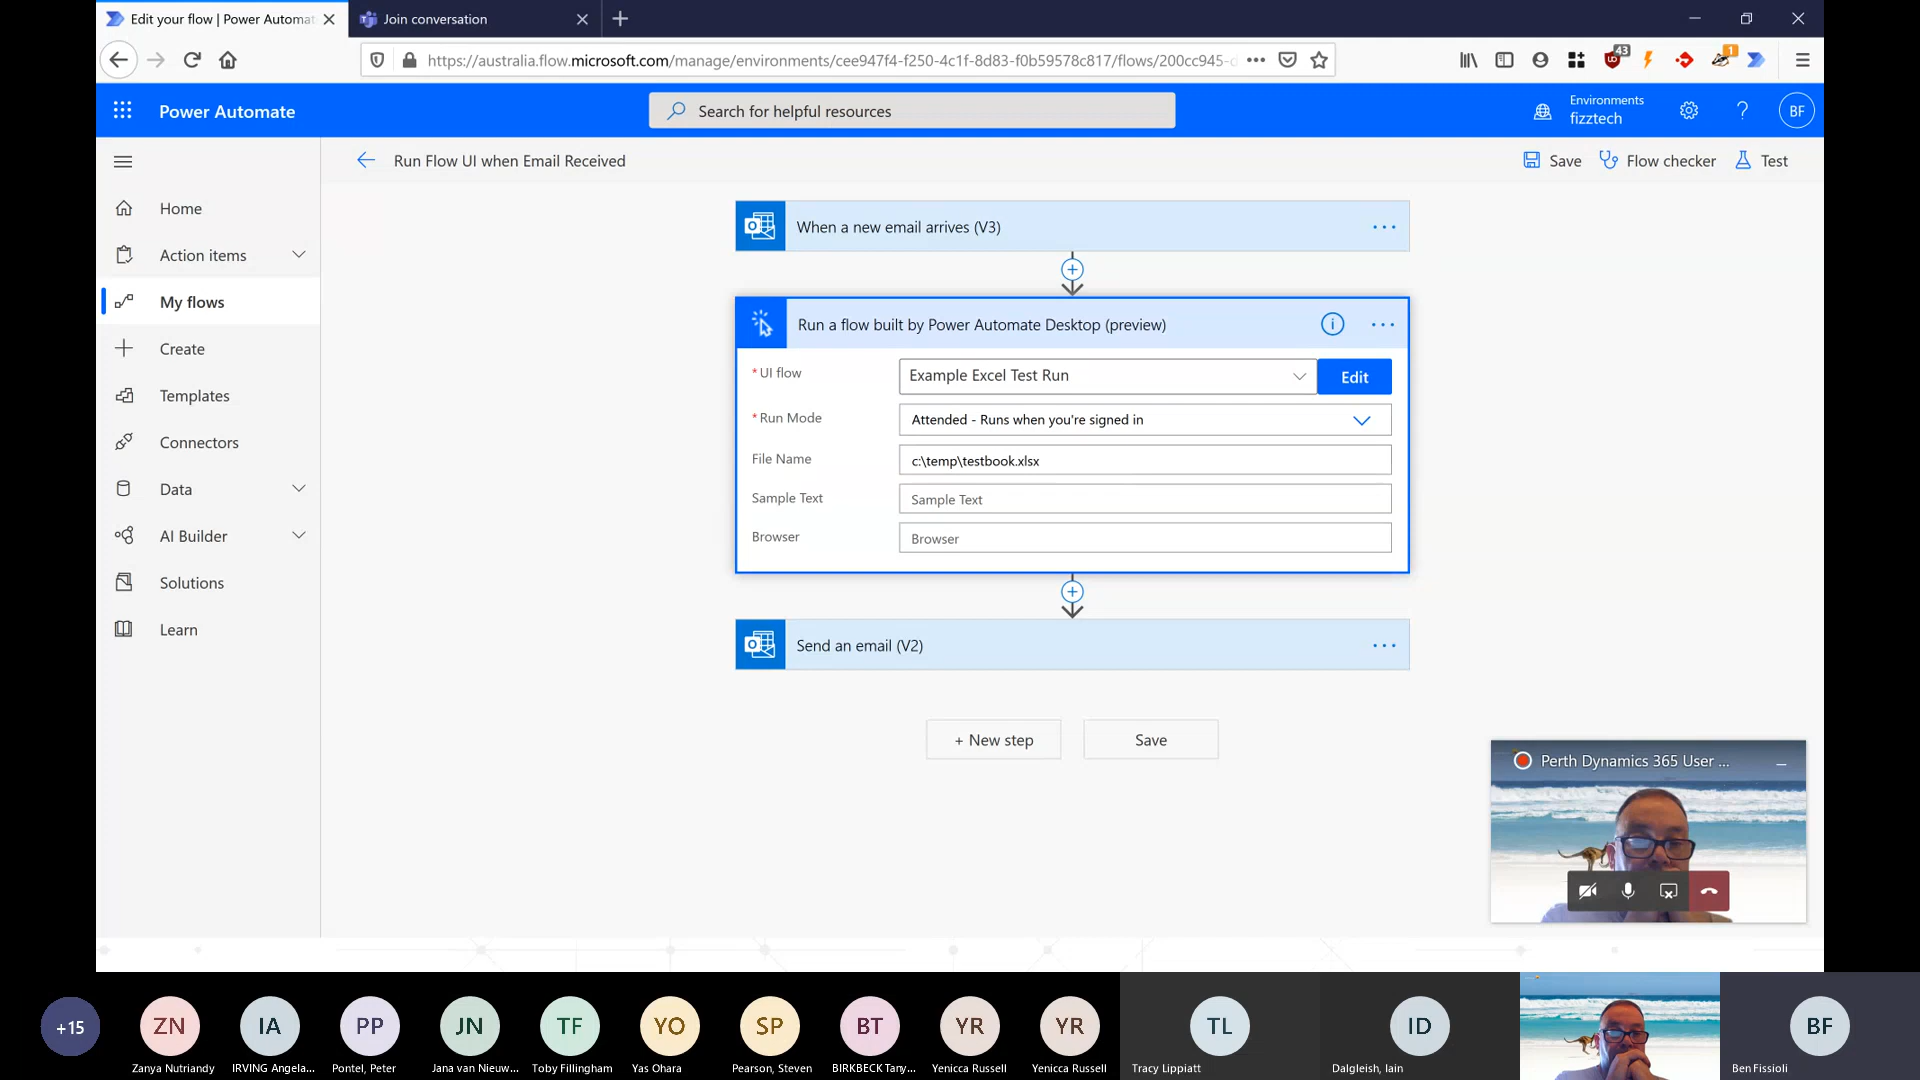 Edit your flow | Power Automat
Join conversation
https://australia.flow.microsoft.com/manage/environments/cee947f4-f250-4c1f-8d83-f0b59578c817/flows/200cc945-d
43
1
Power Automate
Search for helpful resources
Environments
fizztech
?
BF
Run Flow UI when Email Received
Save
Flow checker
Test
Home
Action items
My flows
Create
Templates
Connectors
Data
AI Builder
Solutions
Learn
When a new email arrives (V3)
Run a flow built by Power Automate Desktop (preview)
* UI flow
Example Excel Test Run
Edit
* Run Mode
Attended - Runs when you're signed in
File Name
c:\temp\testbook.xlsx
Sample Text
Sample Text
Browser
Browser
Send an email (V2)
+ New step
Save
Perth Dynamics 365 User ...
+15
ZN
IA
PP
JN
TF
YO
SP
BT
YR
YR
TL
ID
BF
Zanya Nutriandy
IRVING Angela...
Pontel, Peter
Jana van Nieuw...
Toby Fillingham
Yas Ohara
Pearson, Steven
BIRKBECK Tany...
Yenicca Russell
Yenicca Russell
Tracy Lippiatt
Dalgleish, Iain
Ben Fissioli